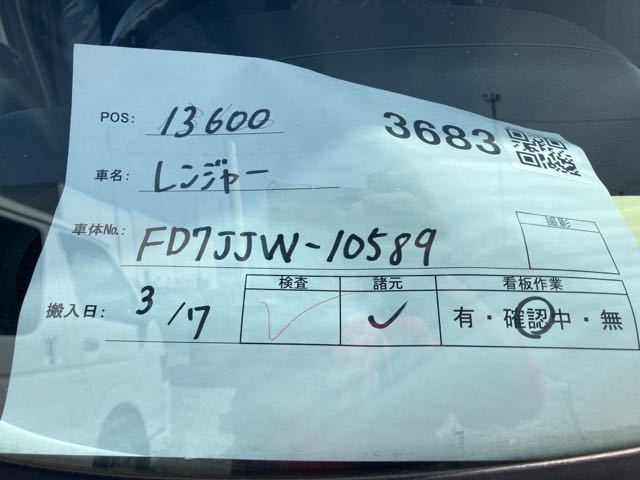 POS: 13600
3683
車名: レンジャー
車体No.: FD7JJW-10589
撮影
搬入日: 3/17
検査 諸元 看板作業
✓ ✓ 有・確認中・無